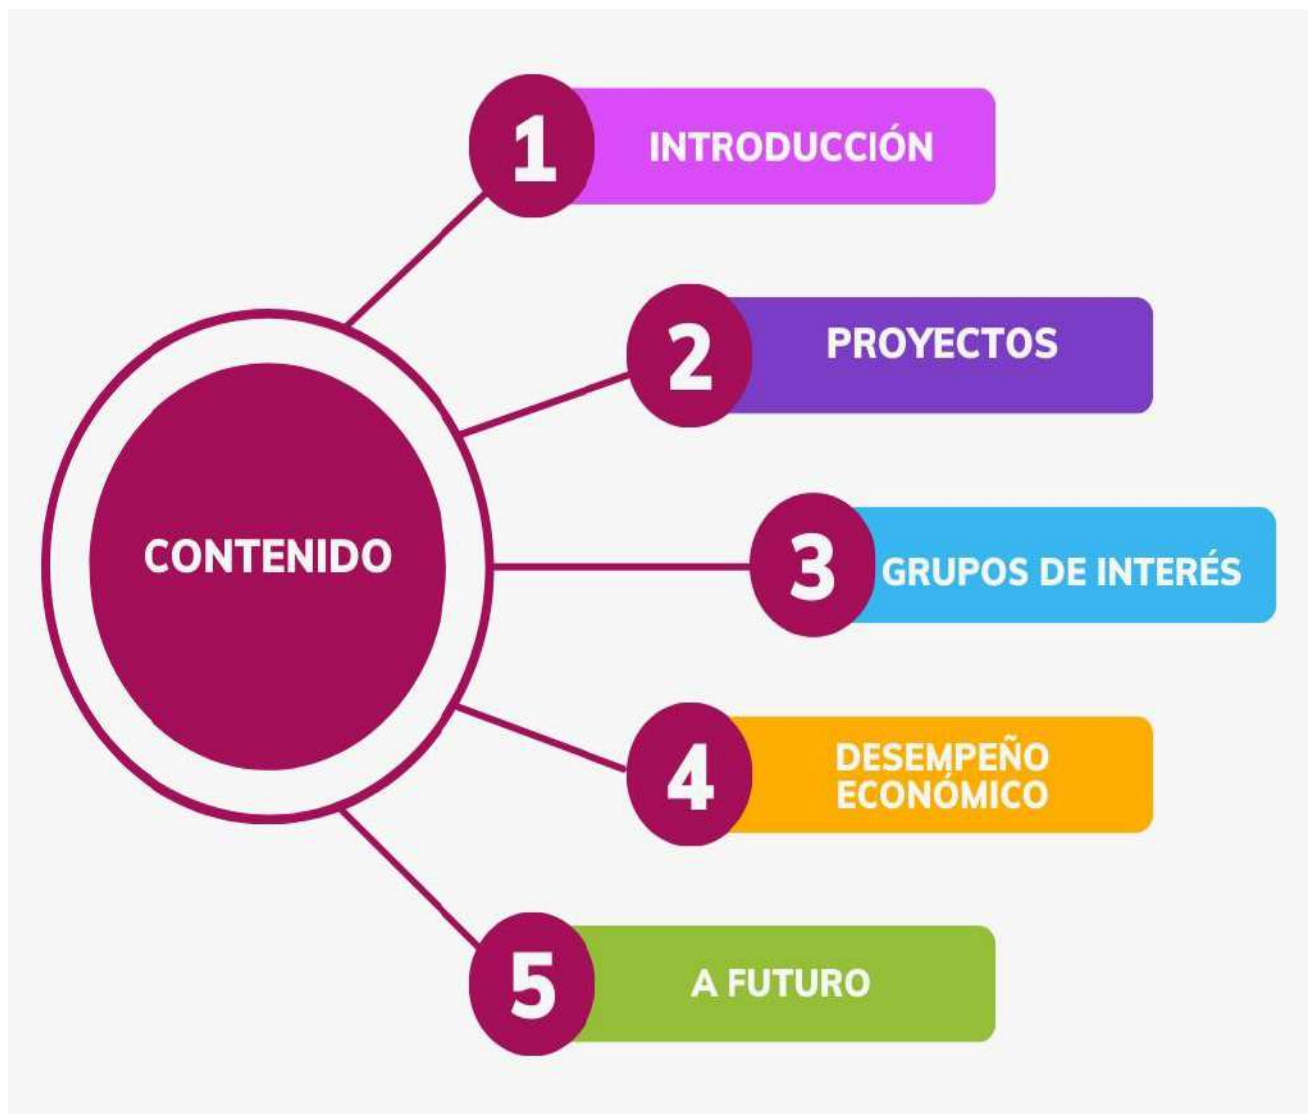 1
INTRODUCCIÓN
2
PROYECTOS
CONTENIDO
3
GRUPOS DE INTERÉS
4
DESEMPEÑO
ECONÓMICO
5
A FUTURO